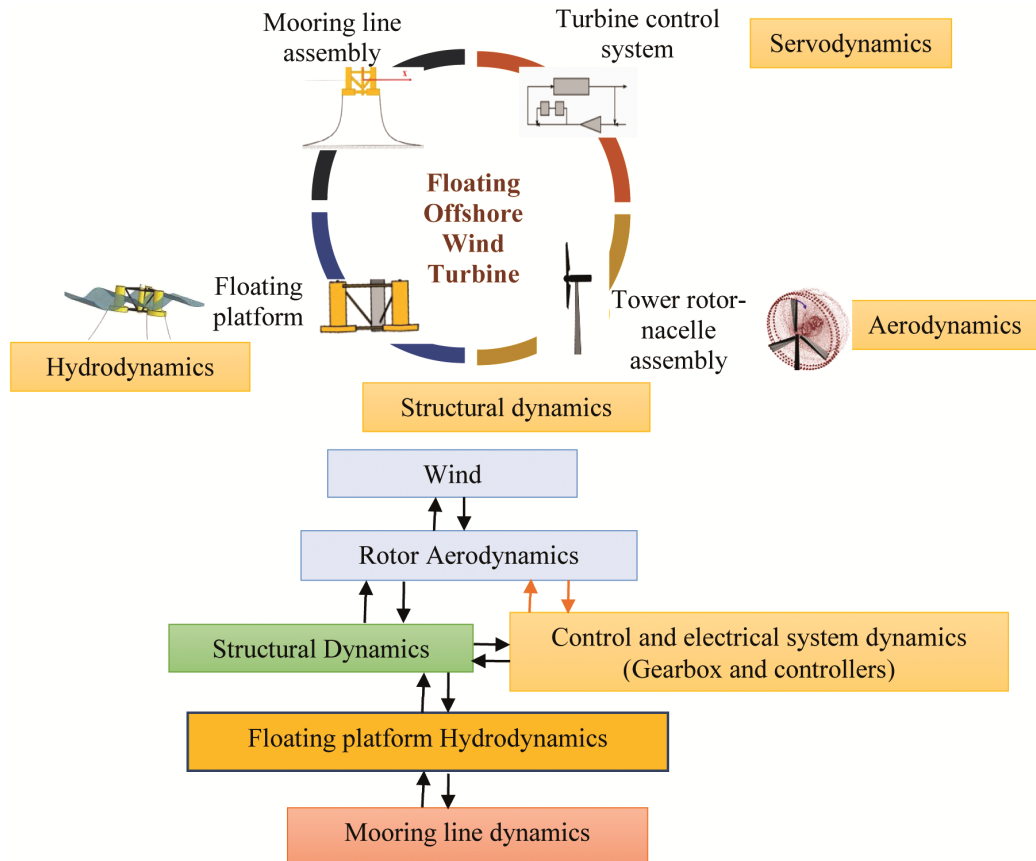 Mooring line
assembly
Turbine control
system
Servodynamics
x
Floating
Offshore
Wind
Turbine
Floating
platform
Tower rotor-
nacelle
assembly
Aerodynamics
Hydrodynamics
Structural dynamics
Wind
Rotor Aerodynamics
Structural Dynamics
Control and electrical system dynamics
(Gearbox and controllers)
Floating platform Hydrodynamics
Mooring line dynamics